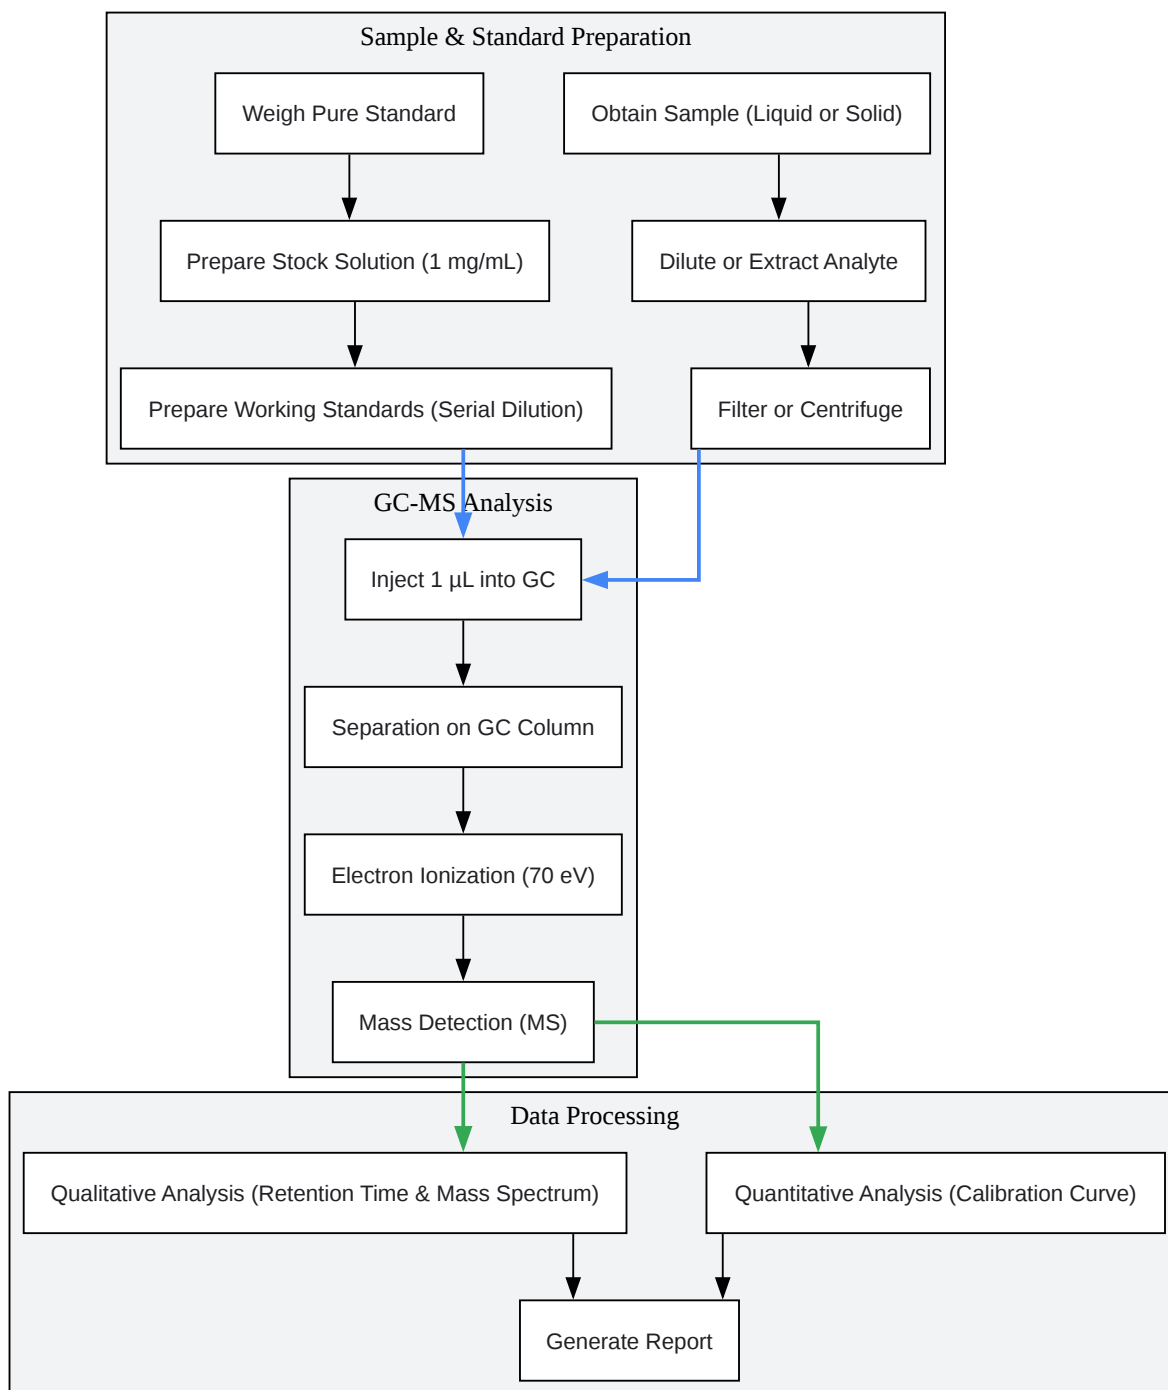 Sample & Standard Preparation
Weigh Pure Standard
Obtain Sample (Liquid or Solid)
Prepare Stock Solution (1 mg/mL)
Dilute or Extract Analyte
Prepare Working Standards (Serial Dilution)
Filter or Centrifuge
GC-MS Analysis
Inject 1 µL into GC
Separation on GC Column
Electron Ionization (70 eV)
Mass Detection (MS)
Data Processing
Qualitative Analysis (Retention Time & Mass Spectrum)
Quantitative Analysis (Calibration Curve)
Generate Report